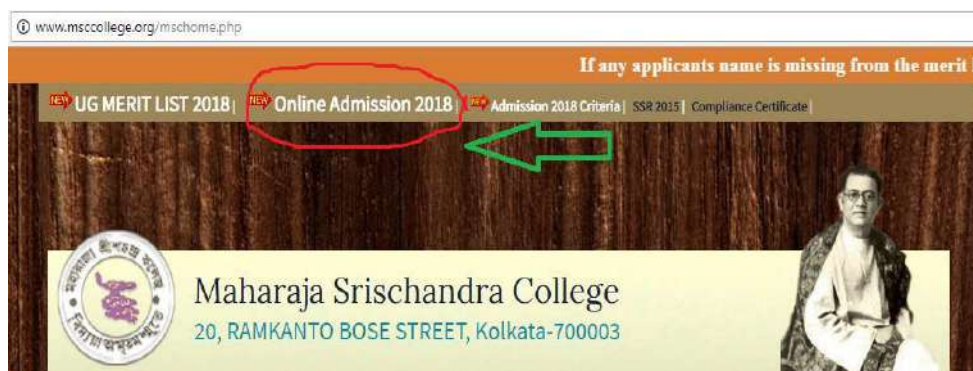 www.msccollege.org/mschome.php
If any applicants name is missing from the merit
NEW UG MERIT LIST 2018 | NEW Online Admission 2018 | NEW Admission 2018 Criteria | SSR 2015 | Compliance Certificate |
Maharaja Srischandra College
20, RAMKANTO BOSE STREET, Kolkata-700003